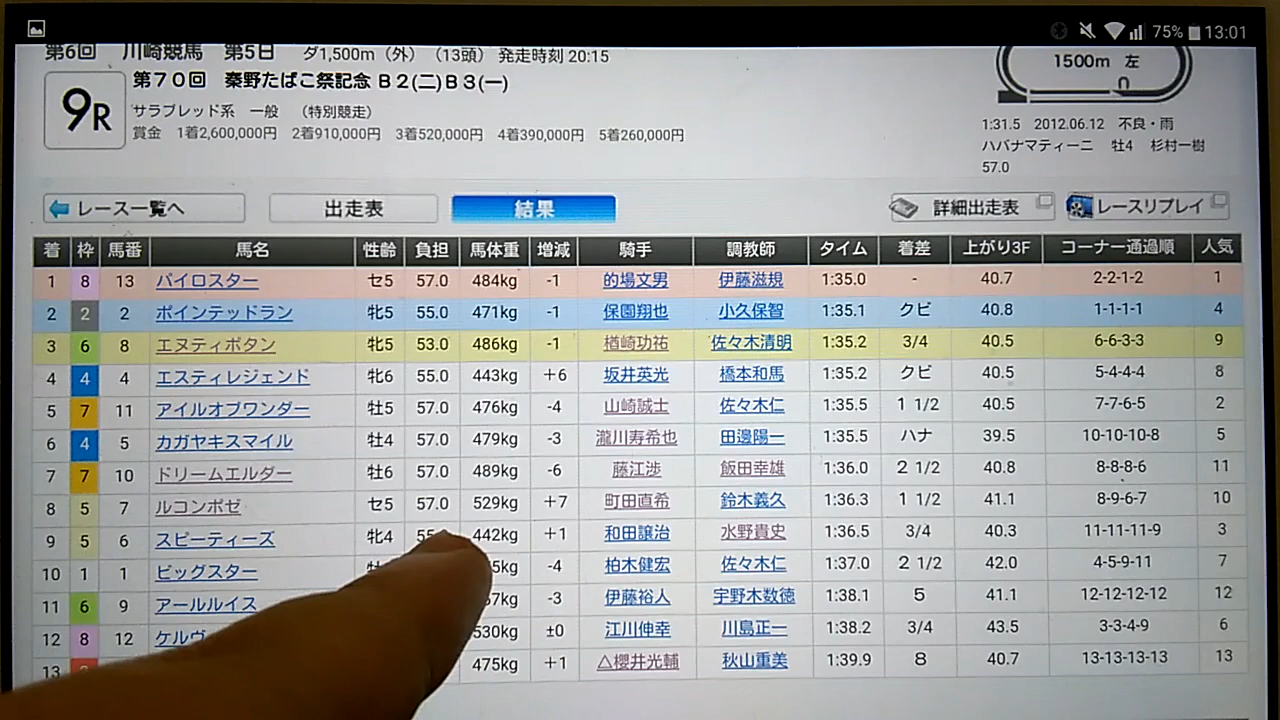 75% 13:01
第6回 川崎競馬 第5日 ダ1,500m（外）（13頭）発走時刻 20:15
9R
第７０回 秦野たばこ祭記念 Ｂ２(二)Ｂ３(一)
サラブレッド系 一般 （特別競走）
賞金 1着2,600,000円 2着910,000円 3着520,000円 4着390,000円 5着260,000円
1500m 左
1:31.5 2012.06.12 不良・雨
ハバナマティーニ 牡4 杉村一樹
57.0
レース一覧へ 出走表 結果 詳細出走表 レースリプレイ
着 枠 馬番 馬名 性齢 負担 馬体重 増減 騎手 調教師 タイム 着差 上がり3F コーナー通過順 人気
1 8 13 パイロスター セ5 57.0 484kg -1 的場文男 伊藤滋規 1:35.0 - 40.7 2-2-1-2 1
2 2 2 ポインテッドラン 牝5 55.0 471kg -1 保園翔也 小久保智 1:35.1 クビ 40.8 1-1-1-1 4
3 6 8 エヌティボタン 牝5 53.0 486kg -1 楢崎功祐 佐々木清明 1:35.2 3/4 40.5 6-6-3-3 9
4 4 4 エスティレジェンド 牝6 55.0 443kg +6 坂井英光 橋本和馬 1:35.2 クビ 40.5 5-4-4-4 8
5 7 11 アイルオブワンダー 牡5 57.0 476kg -4 山崎誠士 佐々木仁 1:35.5 1 1/2 40.5 7-7-6-5 2
6 4 5 カガヤキスマイル 牡4 57.0 479kg -3 瀧川寿希也 田邊陽一 1:35.5 ハナ 39.5 10-10-10-8 5
7 7 10 ドリームエルダー 牡6 57.0 489kg -6 藤江渉 飯田幸雄 1:36.0 2 1/2 40.8 8-8-8-6 11
8 5 7 ルコンポゼ セ5 57.0 529kg +7 町田直希 鈴木義久 1:36.3 1 1/2 41.1 8-9-6-7 10
9 5 6 スピーティーズ 牝4 442kg +1 和田譲治 水野貴史 1:36.5 3/4 40.3 11-11-11-9 3
10 1 1 ビッグスター -4 柏木健宏 佐々木仁 1:37.0 2 1/2 42.0 4-5-9-11 7
11 6 9 アールルイス -3 伊藤裕人 宇野木数徳 1:38.1 5 41.1 12-12-12-12 12
12 8 12 ケルヴ 530kg ±0 江川伸幸 川島正一 1:38.2 3/4 43.5 3-3-4-9 6
13 475kg +1 △櫻井光輔 秋山重美 1:39.9 8 40.7 13-13-13-13 13